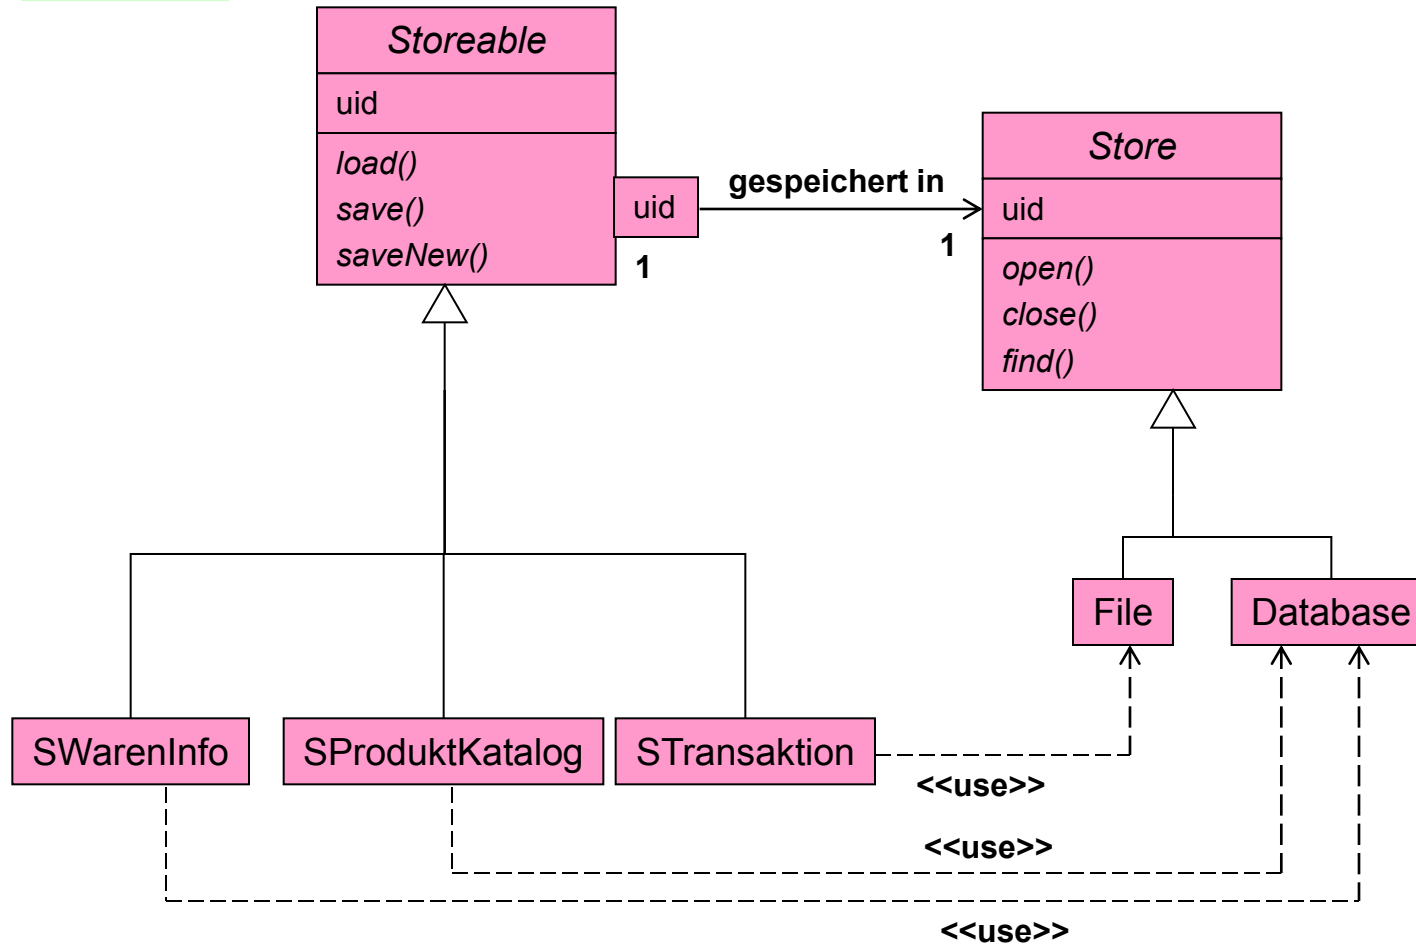 Storeable
uid
load()
save()
saveNew()
uid
1
gespeichert in
1
Store
uid
open()
close()
find()
File
Database
SWarenInfo
SProduktKatalog
STransaktion
<<use>>
<<use>>
<<use>>